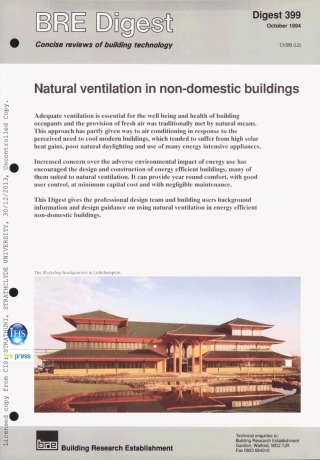 BRE Digest
Concise reviews of building technology
Digest 399
October 1994
CI/SfB (L2)
Natural ventilation in non-domestic buildings
Adequate ventilation is essential for the well being and health of building
occupants and the provision of fresh air was traditionally met by natural means.
This approach has partly given way to air conditioning in response to the
perceived need to cool modern buildings, which tended to suffer from high solar
heat gains, poor natural daylighting and use of many energy intensive appliances.
Increased concern over the adverse environmental impact of energy use has
encouraged the design and construction of energy efficient buildings, many of
them suited to natural ventilation. It can provide year round comfort, with good
user control, at minimum capital cost and with negligible maintenance.
This Digest gives the professional design team and building users background
information and design guidance on using natural ventilation in energy efficient
non-domestic buildings.
The Bodyshop headquarters in Littlehampton
Licensed copy from CIS: STRATHUNI, STRATHCLYDE UNIVERSITY, 30/12/2013, Uncontrolled Copy.
IHS
bre press
bre
Building Research Establishment
Technical enquiries to:
Building Research Establishment
Garston, Watford, WD2 7JR
Fax 0923 664010